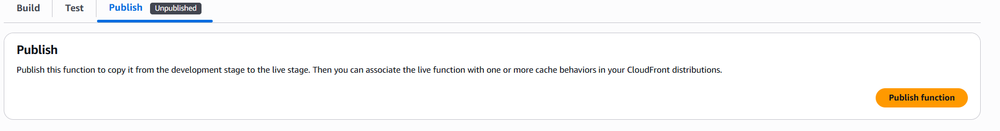 Build Test Publish Unpublished
Publish
Publish this function to copy it from the development stage to the live stage. Then you can associate the live function with one or more cache behaviors in your CloudFront distributions.
Publish function